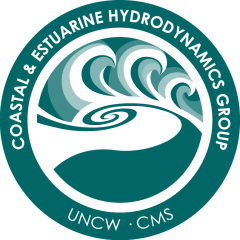 COASTAL & ESTUARINE HYDRODYNAMICS GROUP
UNCW · CMS